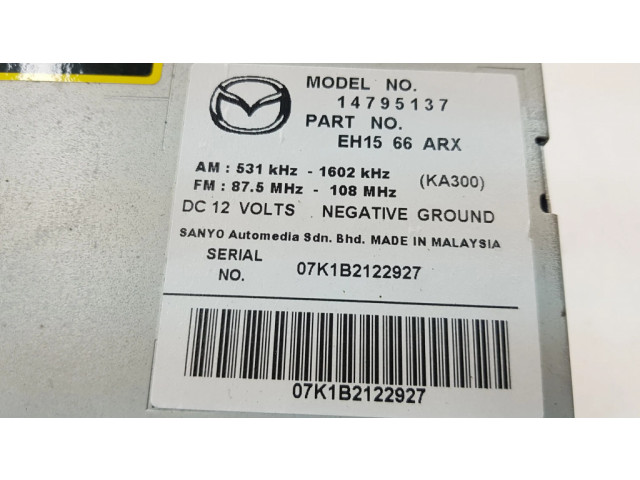 MODEL NO.
14795137
PART NO.
EH15 66 ARX
AM : 531 kHz - 1602 kHz
(KA300)
FM : 87.5 MHz - 108 MHz
DC 12 VOLTS NEGATIVE GROUND
SANYO Automedia Sdn. Bhd. MADE IN MALAYSIA
SERIAL
NO.
07K1B2122927
07K1B2122927